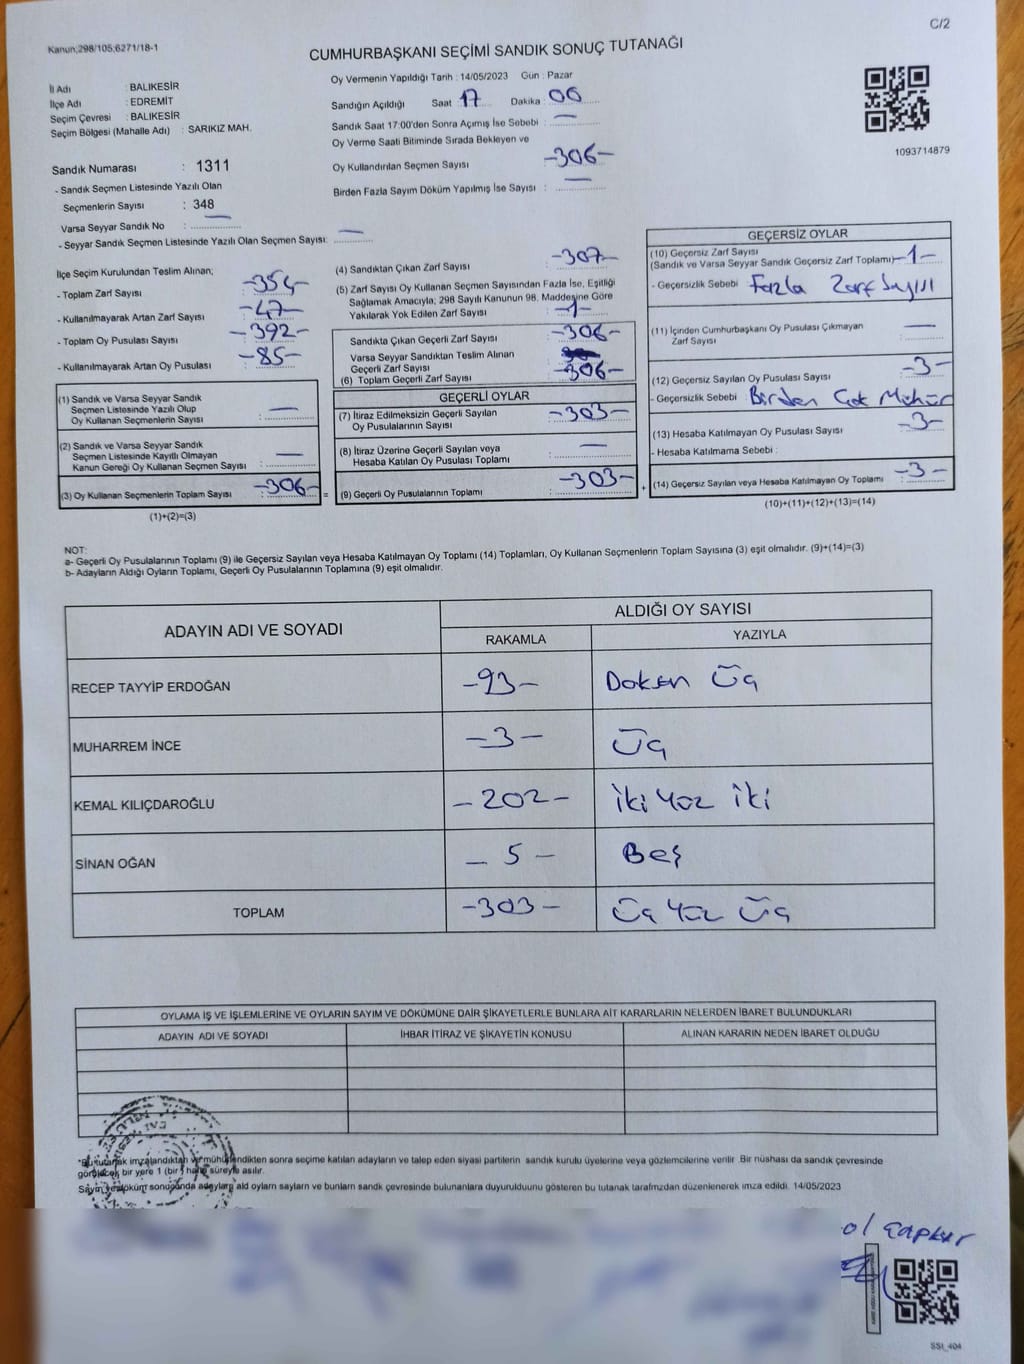 C/2
Kanun;298/105;6271/18-1
CUMHURBAŞKANI SEÇİMİ SANDIK SONUÇ TUTANAĞI
İl Adı : BALIKESİR
İlçe Adı : EDREMIT
Seçim Çevresi : BALIKESİR
Seçim Bölgesi (Mahalle Adı) : SARIKIZ MAH.
Sandık Numarası : 1311
- Sandık Seçmen Listesinde Yazılı Olan
Seçmenlerin Sayısı : 348
Varsa Seyyar Sandık No : —
- Seyyar Sandık Seçmen Listesinde Yazılı Olan Seçmen Sayısı: —
Oy Vermenin Yapıldığı Tarih : 14/05/2023 Gün : Pazar
Sandığın Açıldığı Saat : 17 Dakika : 06
Sandık Saat 17:00'den Sonra Açımış İse Sebebi : —
Oy Verme Saati Bitiminde Sırada Bekleyen ve
Oy Kullandırılan Seçmen Sayısı : -306-
Birden Fazla Sayım Döküm Yapılmış İse Sayısı : —
1093714879
İlçe Seçim Kurulundan Teslim Alınan;
- Toplam Zarf Sayısı : -354-
- Kullanılmayarak Artan Zarf Sayısı : -47-
- Toplam Oy Pusulası Sayısı : -392-
- Kullanılmayarak Artan Oy Pusulası : -85-
(1) Sandık ve Varsa Seyyar Sandık
Seçmen Listesinde Yazılı Olup
Oy Kullanan Seçmenlerin Sayısı : —
(2) Sandık ve Varsa Seyyar Sandık
Seçmen Listesinde Kayıtlı Olmayan
Kanun Gereği Oy Kullanan Seçmen Sayısı : —
(3) Oy Kullanan Seçmenlerin Toplam Sayısı : -306- =
(1)+(2)=(3)
(4) Sandıktan Çıkan Zarf Sayısı : -307-
(5) Zarf Sayısı Oy Kullanan Seçmen Sayısından Fazla İse, Eşitliği
Sağlamak Amacıyla, 298 Sayılı Kanunun 98. Maddesine Göre
Yakılarak Yok Edilen Zarf Sayısı : -1-
Sandıkta Çıkan Geçerli Zarf Sayısı : -306-
Varsa Seyyar Sandıktan Teslim Alınan
Geçerli Zarf Sayısı
(6) Toplam Geçerli Zarf Sayısı : -306-
GEÇERLİ OYLAR
(7) İtiraz Edilmeksizin Geçerli Sayılan
Oy Pusulalarının Sayısı : -303-
(8) İtiraz Üzerine Geçerli Sayılan veya
Hesaba Katılan Oy Pusulası Toplamı : —
(9) Geçerli Oy Pusulalarının Toplamı : -303- +
GEÇERSİZ OYLAR
(10) Geçersiz Zarf Sayısı
(Sandık ve Varsa Seyyar Sandık Geçersiz Zarf Toplamı) -1-
- Geçersizlik Sebebi : Fazla Zarf Sayısı
(11) İçinden Cumhurbaşkanı Oy Pusulası Çıkmayan
Zarf Sayısı : —
(12) Geçersiz Sayılan Oy Pusulası Sayısı : -3-
- Geçersizlik Sebebi : Birden Çok Mühür
(13) Hesaba Katılmayan Oy Pusulası Sayısı : -3-
- Hesaba Katılmama Sebebi :
(14) Geçersiz Sayılan veya Hesaba Katılmayan Oy Toplamı : -3-
(10)+(11)+(12)+(13)=(14)
NOT:
a- Geçerli Oy Pusulalarının Toplamı (9) ile Geçersiz Sayılan veya Hesaba Katılmayan Oy Toplamı (14) Toplamları, Oy Kullanan Seçmenlerin Toplam Sayısına (3) eşit olmalıdır. (9)+(14)=(3)
b- Adayların Aldığı Oyların Toplamı, Geçerli Oy Pusulalarının Toplamına (9) eşit olmalıdır.
ADAYIN ADI VE SOYADI ALDIĞI OY SAYISI
RAKAMLA YAZIYLA
RECEP TAYYİP ERDOĞAN -93- Doksan Üç
MUHARREM İNCE -3- Üç
KEMAL KILIÇDAROĞLU -202- İki Yüz İki
SİNAN OĞAN -5- Beş
TOPLAM -303- Üç Yüz Üç
OYLAMA İŞ VE İŞLEMLERİNE VE OYLARIN SAYIM VE DÖKÜMÜNE DAİR ŞİKAYETLERLE BUNLARA AİT KARARLARIN NELERDEN İBARET BULUNDUKLARI
ADAYIN ADI VE SOYADI İHBAR İTİRAZ VE ŞİKAYETİN KONUSU ALINAN KARARIN NEDEN İBARET OLDUĞU
*Bu tutanak imzalandıktan ve mühürlendikten sonra seçime katılan adayların ve talep eden siyasi partilerin sandık kurulu üyelerine veya gözlemcilerine verilir. Bir nüshası da sandık çevresinde
görülecek bir yere 1 (bir) hafta süreyle asılır.
Sayım ve döküm sonuçunda adaylarş ald oylarn saylarn ve bunlarn sandk çevresinde bulunanlara duyurulduunu gösteren bu tutanak tarafmzdan düzenlenerek imza edildi. 14/05/2023
SSI_404